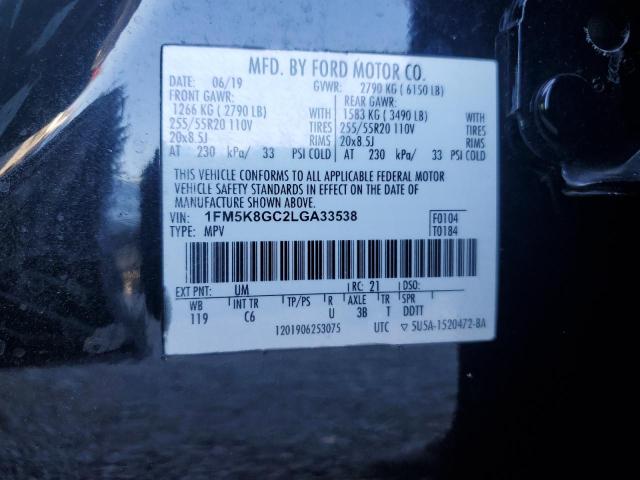 MFD. BY FORD MOTOR CO.
DATE: 06/19 GVWR: 2790 KG ( 6150 LB)
FRONT GAWR: REAR GAWR:
1266 KG ( 2790 LB) 1583 KG ( 3490 LB)
255/55R20 110V TIRES 255/55R20 110V TIRES
20x8.5J RIMS 20x8.5J RIMS
AT 230 kPa/ 33 PSI COLD AT 230 kPa/ 33 PSI COLD
THIS VEHICLE CONFORMS TO ALL APPLICABLE FEDERAL MOTOR
VEHICLE SAFETY STANDARDS IN EFFECT ON THE DATE OF
MANUFACTURE SHOWN ABOVE.
VIN: 1FM5K8GC2LGA33538 F0104
TYPE: MPV T0184
EXT PNT: UM RC: 21 DSO:
WB INT TR TP/PS R AXLE TR SPR
119 C6 U 3B T DDTT
1201906253075 UTC ▽ 5U5A-1520472-BA